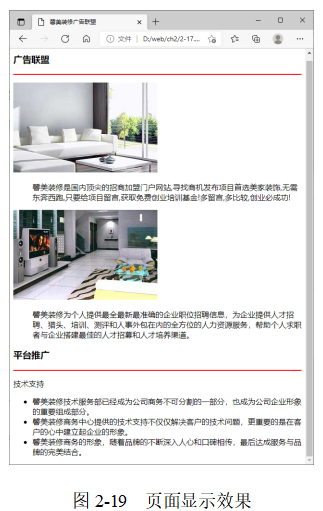 馨美装修广告联盟
文件 D:/web/ch2/2-17....
广告联盟
馨美装修是国内顶尖的招商加盟门户网站,寻找商机发布项目首选美家装饰,无需
东奔西跑,只要给项目留言,获取免费创业培训基金!多留言,多比较,创业必成功!
馨美装修为个人提供最全最新最准确的企业职位招聘信息，为企业提供人才招
聘、猎头、培训、测评和人事外包在内的全方位的人力资源服务，帮助个人求职
者与企业搭建最佳的人才招募和人才培养渠道。
平台推广
技术支持
馨美装修技术服务部已经成为公司商务不可分割的一部分，也成为公司企业形象
的重要组成部分。
馨美装修商务中心提供的技术支持不仅仅解决客户的技术问题，更重要的是在客
户的心中建立起企业的形象。
馨美装修商务的形象，随着品牌的不断深入人心和口碑相传，最后达成服务与品
牌的完美结合。
图 2-19 页面显示效果